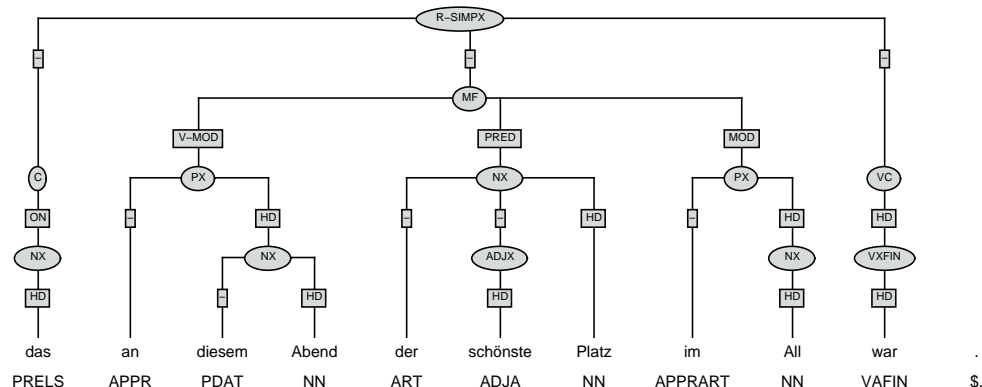 R–SIMPX
– – –
MF
V–MOD PRED MOD
C PX NX PX VC
ON – HD – – HD – HD HD
NX NX ADJX NX VXFIN
HD – HD HD HD HD
das an diesem Abend der schönste Platz im All war .
PRELS APPR PDAT NN ART ADJA NN APPRART NN VAFIN $.